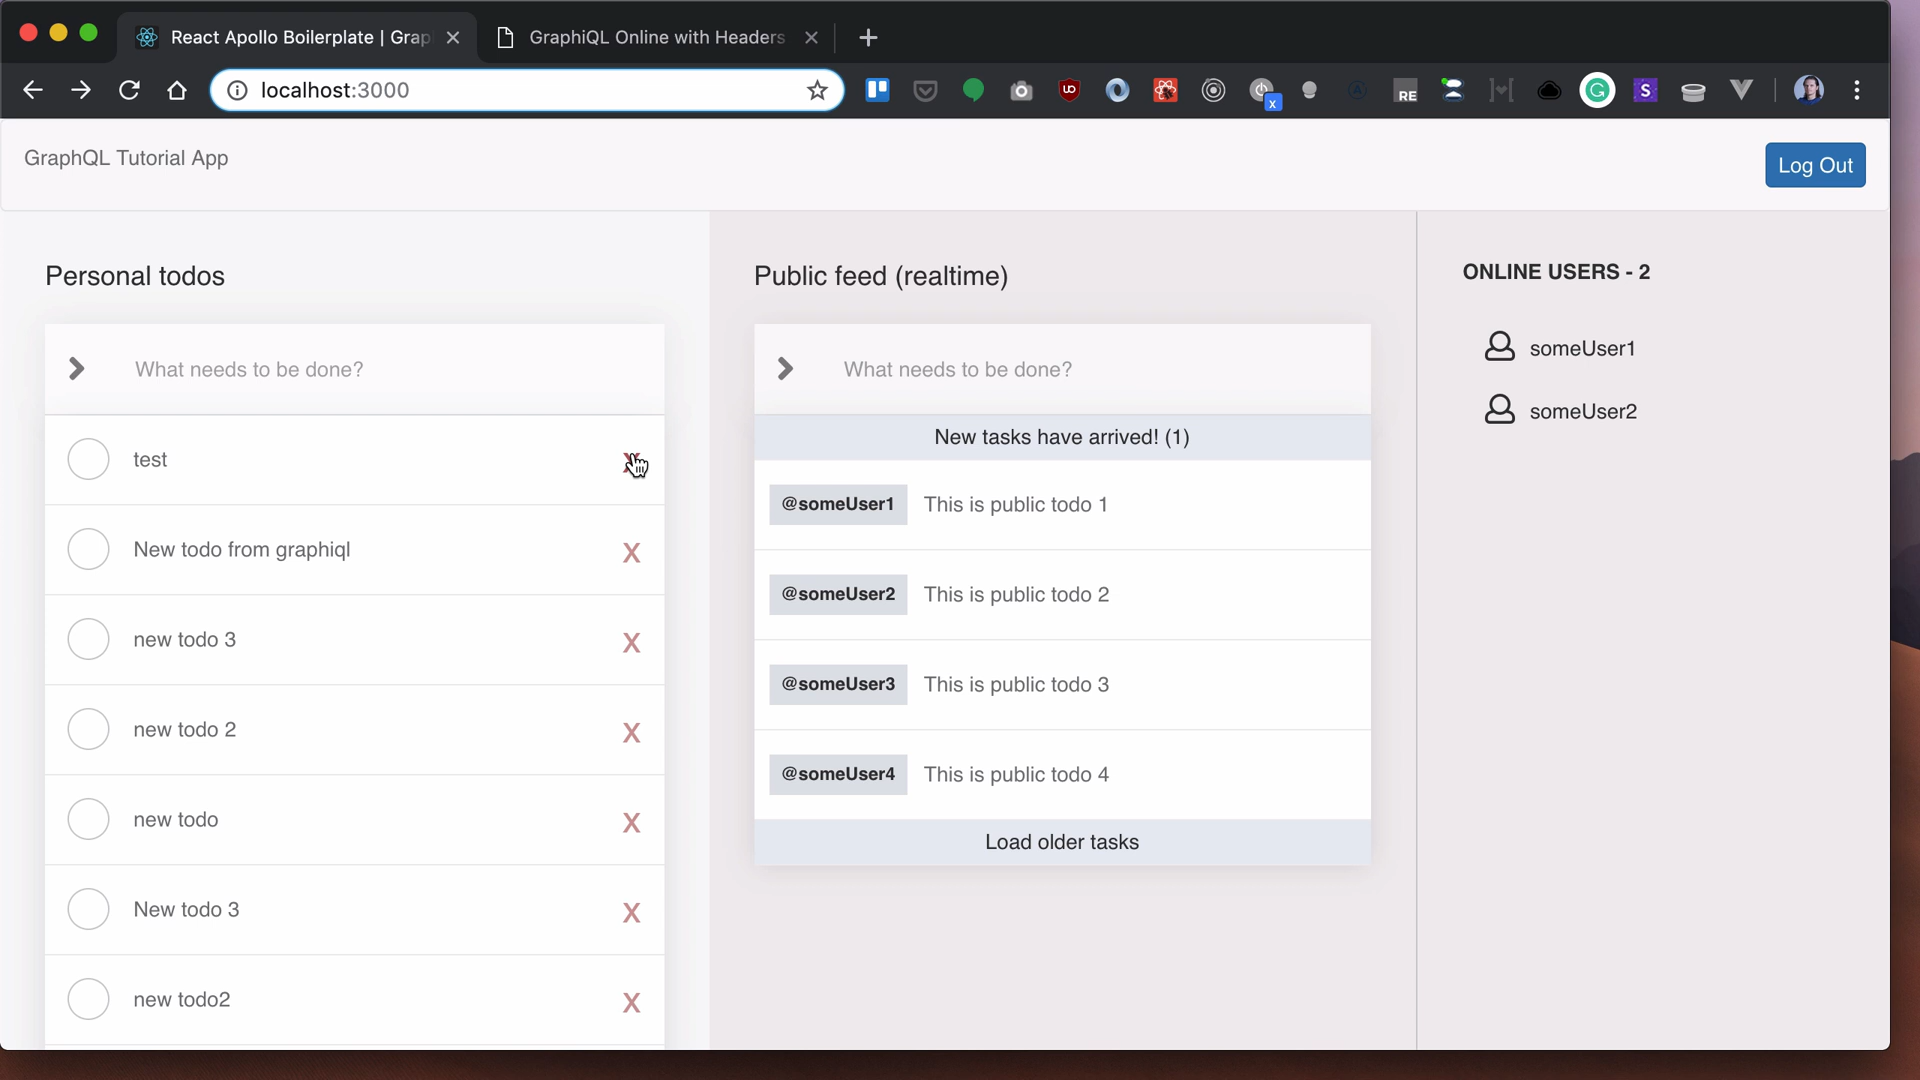 React Apollo Boilerplate | Grap
GraphiQL Online with Headers
localhost:3000
UD
x
A
RE
G
S
GraphQL Tutorial App
Log Out
Personal todos
What needs to be done?
test
X
New todo from graphiql
X
new todo 3
X
new todo 2
X
new todo
X
New todo 3
X
new todo2
X
Public feed (realtime)
What needs to be done?
New tasks have arrived! (1)
@someUser1 This is public todo 1
@someUser2 This is public todo 2
@someUser3 This is public todo 3
@someUser4 This is public todo 4
Load older tasks
ONLINE USERS - 2
someUser1
someUser2